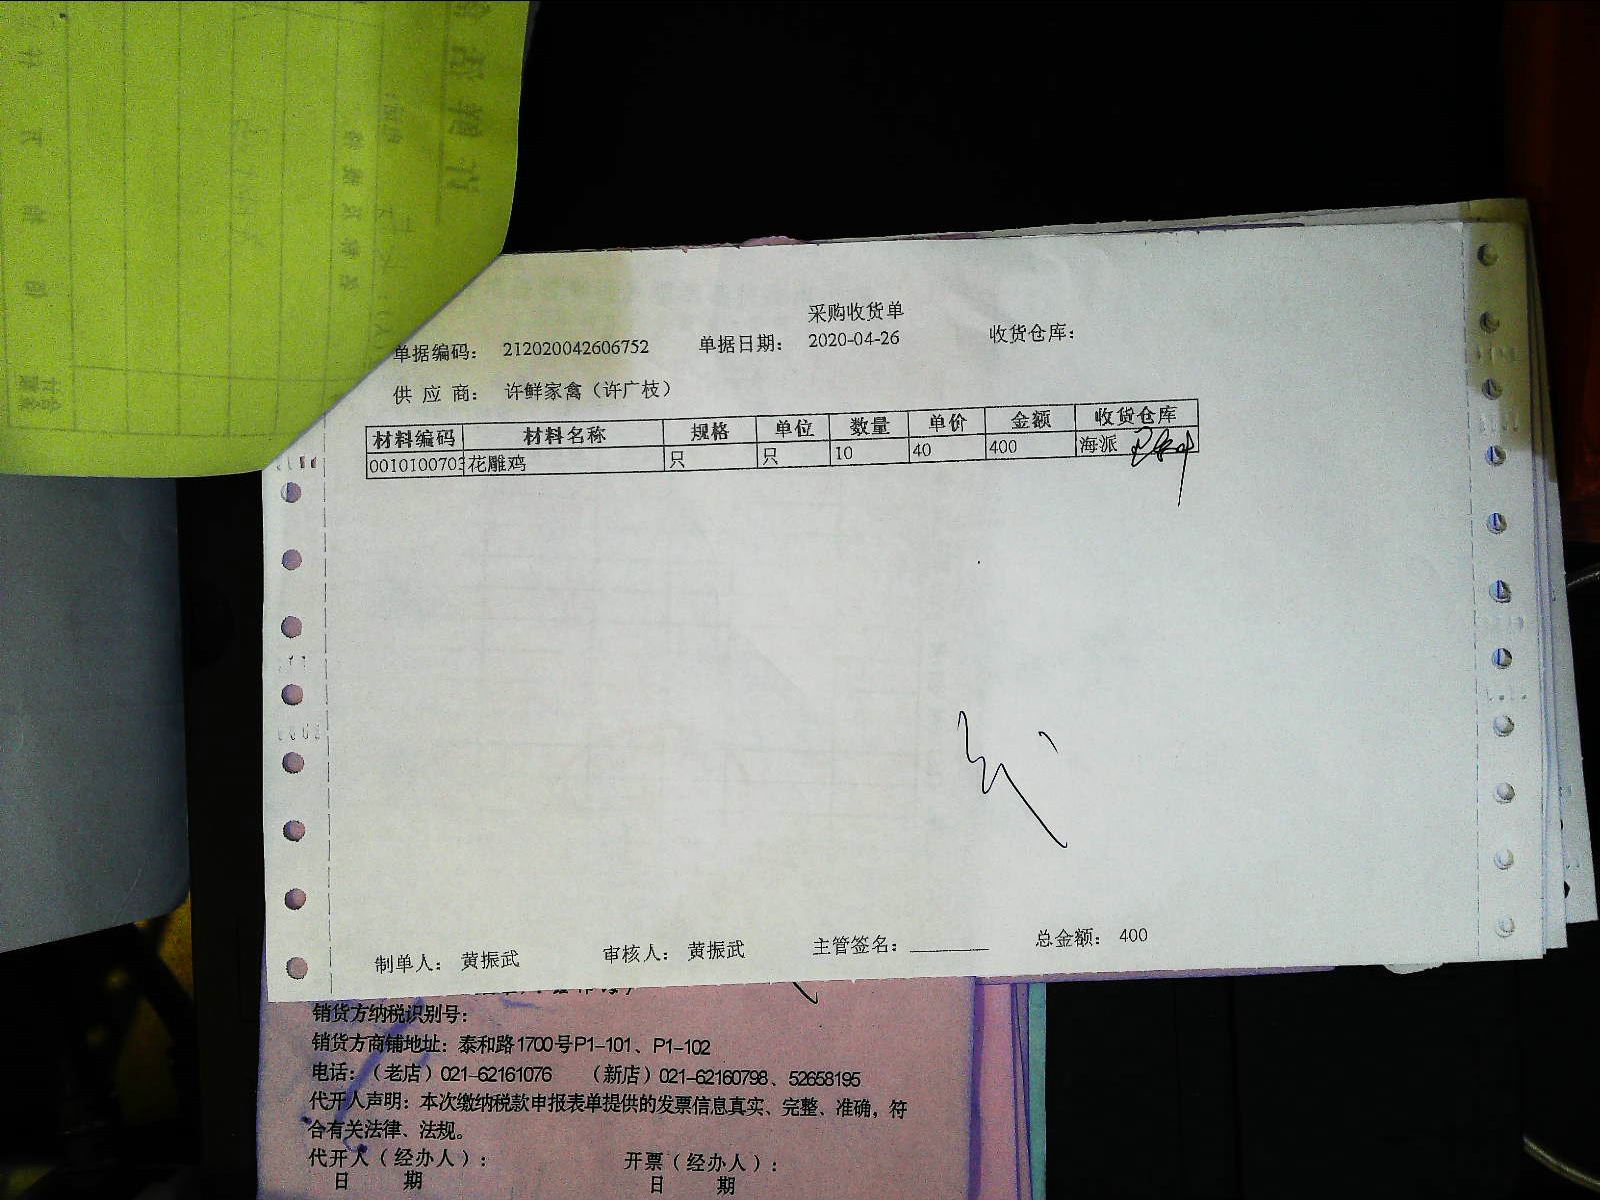 采购收货单
单据编码： 212020042606752 单据日期： 2020-04-26 收货仓库：
供 应 商： 许鲜家禽（许广枝）
材料编码 材料名称 规格 单位 数量 单价 金额 收货仓库
0010100703 花雕鸡 只 只 10 40 400 海派
制单人： 黄振武 审核人： 黄振武 主管签名： 总金额： 400
销货方纳税识别号：
销货方商铺地址：泰和路1700号P1-101、P1-102
电话：（老店）021-62161076 （新店）021-62160798、52658195
代开人声明：本次缴纳税款申报表单提供的发票信息真实、完整、准确，符
合有关法律、法规。
代开人（经办人）： 开票（经办人）：
日 期 日 期